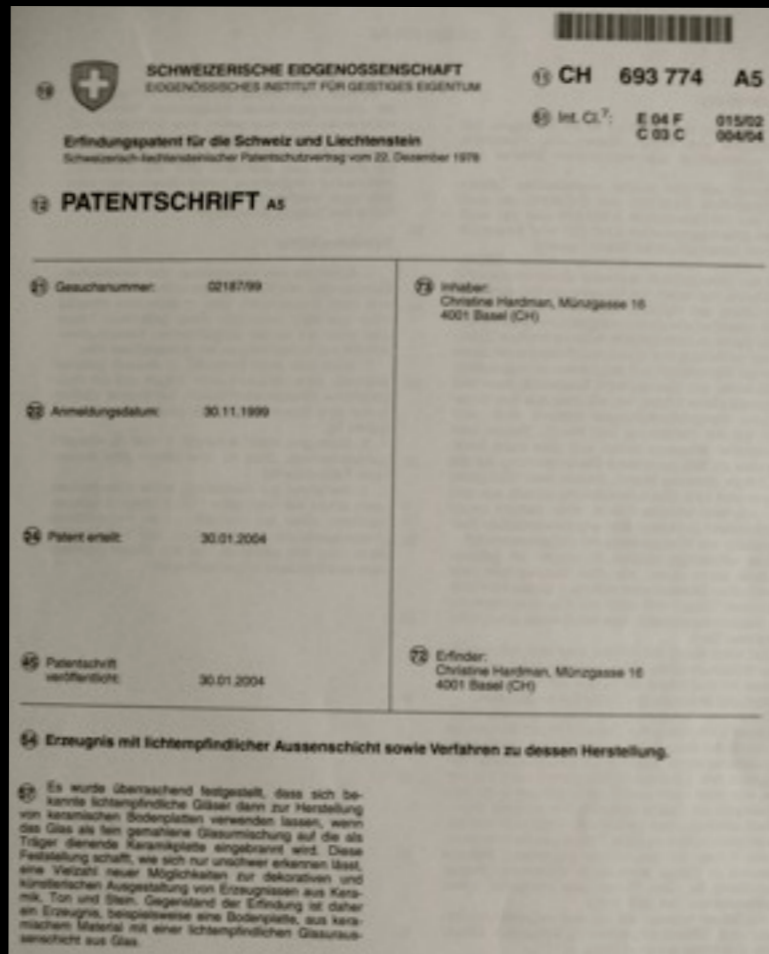 SCHWEIZERISCHE EIDGENOSSENSCHAFT
EIDGENÖSSISCHES INSTITUT FÜR GEISTIGES EIGENTUM
(19)
(11) CH 693 774 A5
(51) Int. Cl.7: E 04 F 015/02
C 03 C 004/04
Erfindungspatent für die Schweiz und Liechtenstein
Schweizerisch-liechtensteinischer Patentschutzvertrag vom 22. Dezember 1978
(12) PATENTSCHRIFT A5
(21) Gesuchsnummer: 02187/99
(73) Inhaber:
Christine Hardman, Münzgasse 16
4001 Basel (CH)
(22) Anmeldungsdatum: 30.11.1999
(24) Patent erteilt: 30.01.2004
(45) Patentschrift
veröffentlicht: 30.01.2004
(72) Erfinder:
Christine Hardman, Münzgasse 16
4001 Basel (CH)
(54) Erzeugnis mit lichtempfindlicher Aussenschicht sowie Verfahren zu dessen Herstellung.
(57) Es wurde überraschend festgestellt, dass sich be-
kannte lichtempfindliche Gläser dann zur Herstellung
von keramischen Bodenplatten verwenden lassen, wenn
das Glas als fein gemahlene Glasurmischung auf die als
Träger dienende Keramikplatte eingebrannt wird. Diese
Feststellung schafft, wie sich nur unschwer erkennen lässt,
eine Vielzahl neuer Möglichkeiten zur dekorativen und
künstlerischen Ausgestaltung von Erzeugnissen aus Kera-
mik, Ton und Stein. Gegenstand der Erfindung ist daher
ein Erzeugnis, beispielsweise eine Bodenplatte, aus kera-
mischem Material mit einer lichtempfindlichen Glasuraus-
senschicht aus Glas.